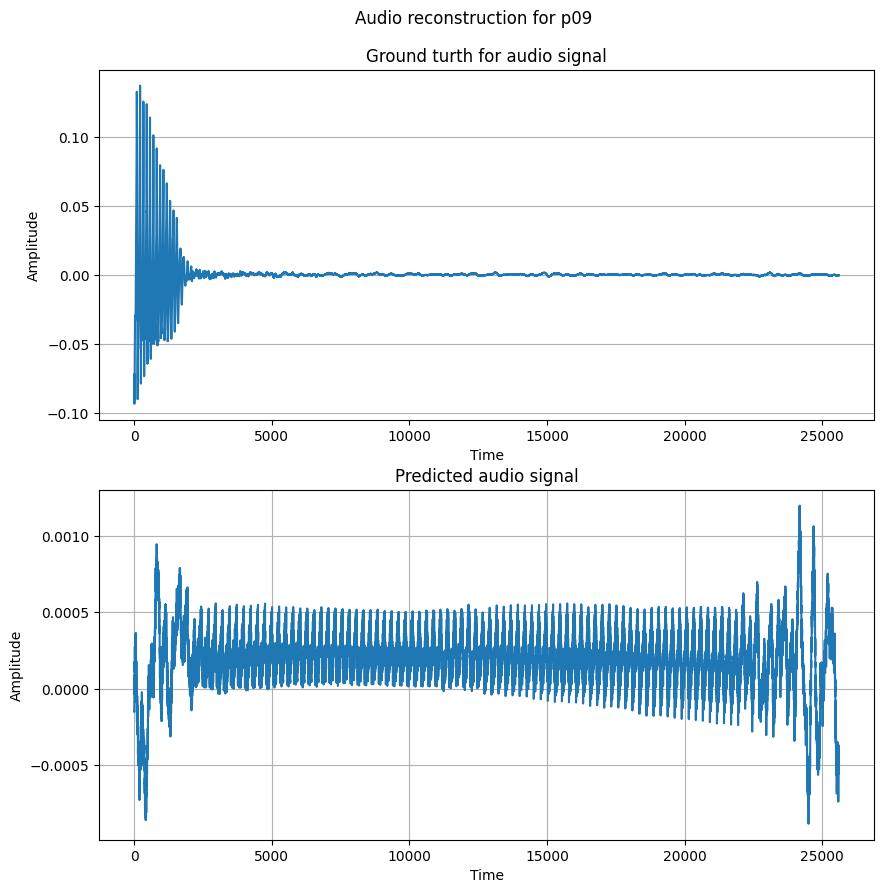 Audio reconstruction for p09
Ground turth for audio signal
0.10
0.05
0.00
−0.05
−0.10
Amplitude
0 5000 10000 15000 20000 25000
Time
Predicted audio signal
0.0010
0.0005
0.0000
−0.0005
Amplitude
0 5000 10000 15000 20000 25000
Time